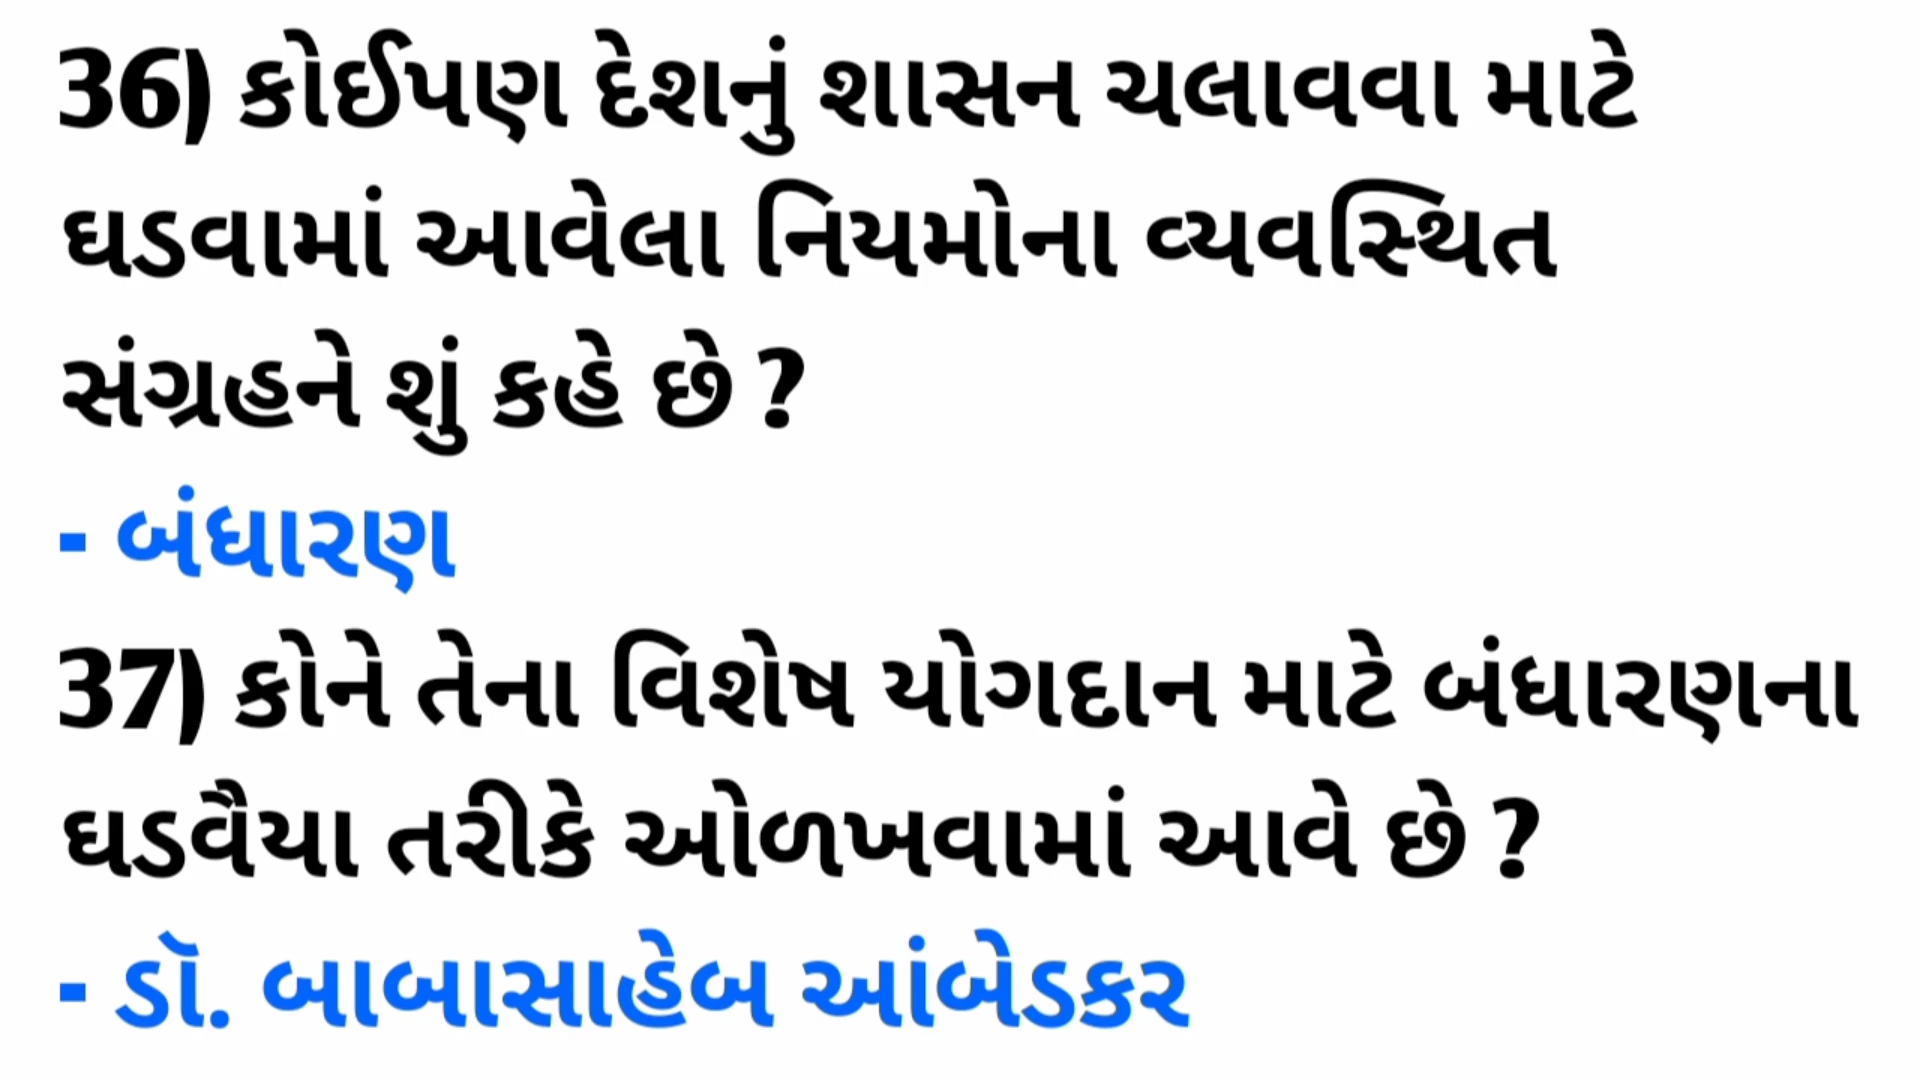 36) કોઈપણ દેશનું શાસન ચલાવવા માટે
ઘડવામાં આવેલા નિયમોના વ્યવસ્થિત
સંગ્રહને શું કહે છે ?
- બંધારણ
37) કોને તેના વિશેષ યોગદાન માટે બંધારણના
ઘડવૈયા તરીકે ઓળખવામાં આવે છે ?
- ડૉ. બાબાસાહેબ આંબેડકર